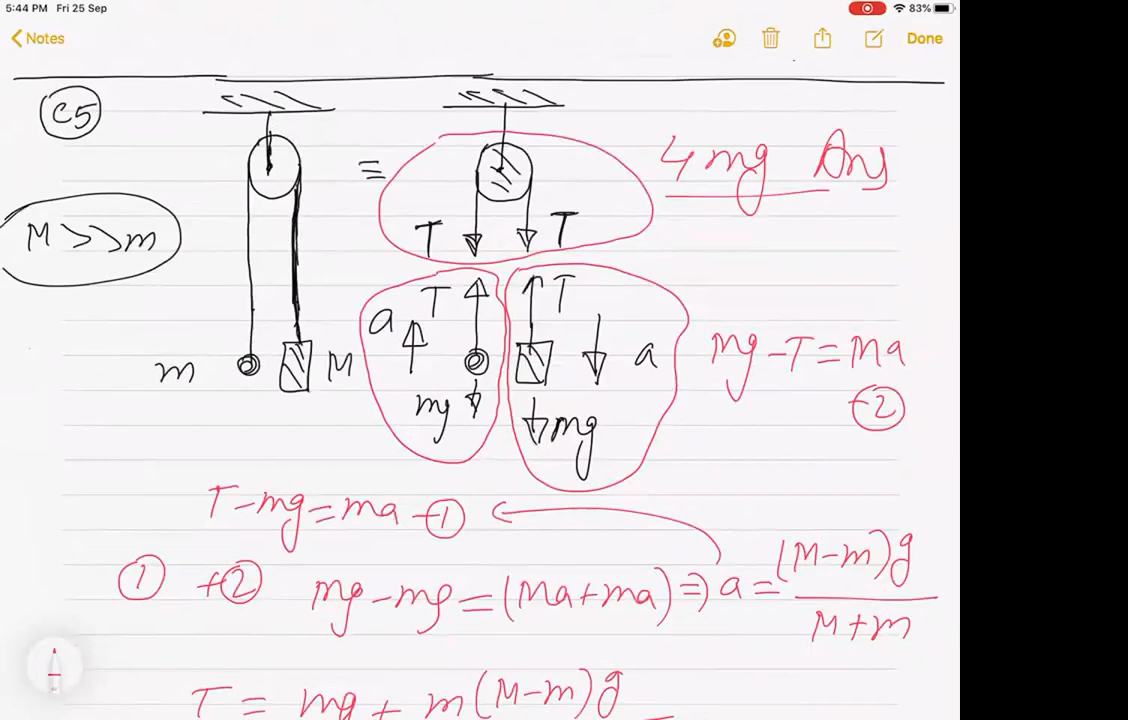 5:44 PM Fri 25 Sep
83%
Notes
Done
C5
M >> m
≡
4mg Ans
T T
T T
a
a
m M
mg
Mg
Mg - T = Ma
- 2
T - mg = ma - 1
1 + 2 Mg - mg = (Ma + ma) ⇒ a = (M - m)g / M + m
T = mg + m(M - m)g